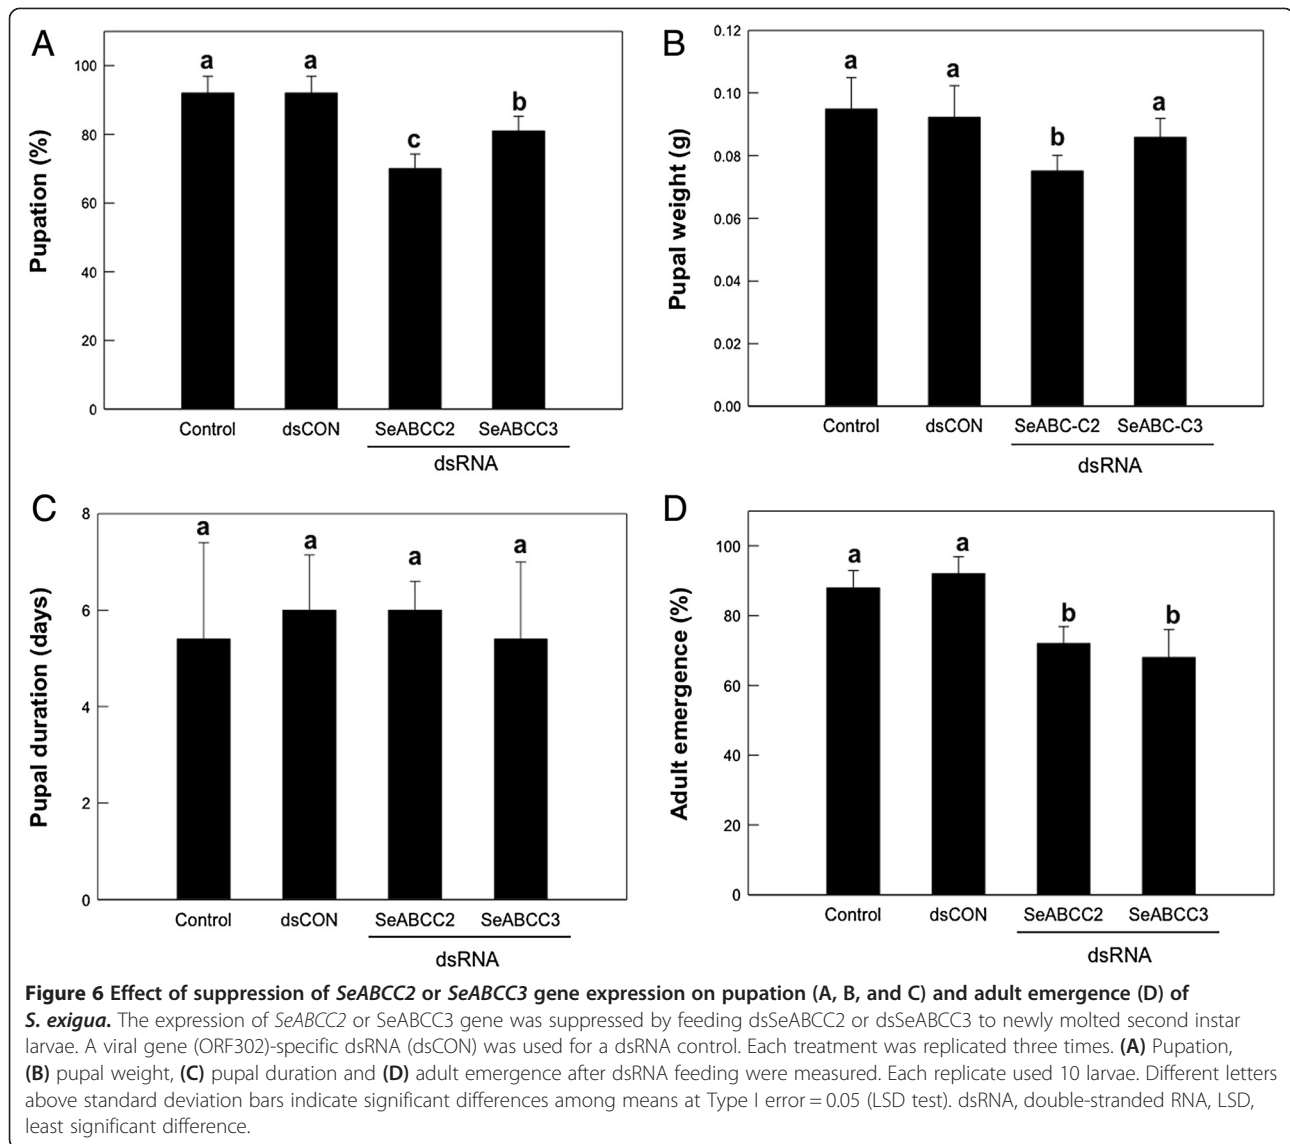 A
a
a
c
b
100
80
60
40
20
0
Pupation (%)
Control dsCON SeABCC2 SeABCC3
dsRNA
B
a
a
b
a
0.12
0.10
0.08
0.06
0.04
0.02
0.00
Pupal weight (g)
Control dsCON SeABC-C2 SeABC-C3
dsRNA
C
a
a
a
a
8
6
4
2
0
Pupal duration (days)
Control dsCON SeABCC2 SeABCC3
dsRNA
D
a
a
b
b
100
80
60
40
20
0
Adult emergence (%)
Control dsCON SeABCC2 SeABCC3
dsRNA
Figure 6 Effect of suppression of SeABCC2 or SeABCC3 gene expression on pupation (A, B, and C) and adult emergence (D) of
S. exigua. The expression of SeABCC2 or SeABCC3 gene was suppressed by feeding dsSeABCC2 or dsSeABCC3 to newly molted second instar
larvae. A viral gene (ORF302)-specific dsRNA (dsCON) was used for a dsRNA control. Each treatment was replicated three times. (A) Pupation,
(B) pupal weight, (C) pupal duration and (D) adult emergence after dsRNA feeding were measured. Each replicate used 10 larvae. Different letters
above standard deviation bars indicate significant differences among means at Type I error = 0.05 (LSD test). dsRNA, double-stranded RNA, LSD,
least significant difference.